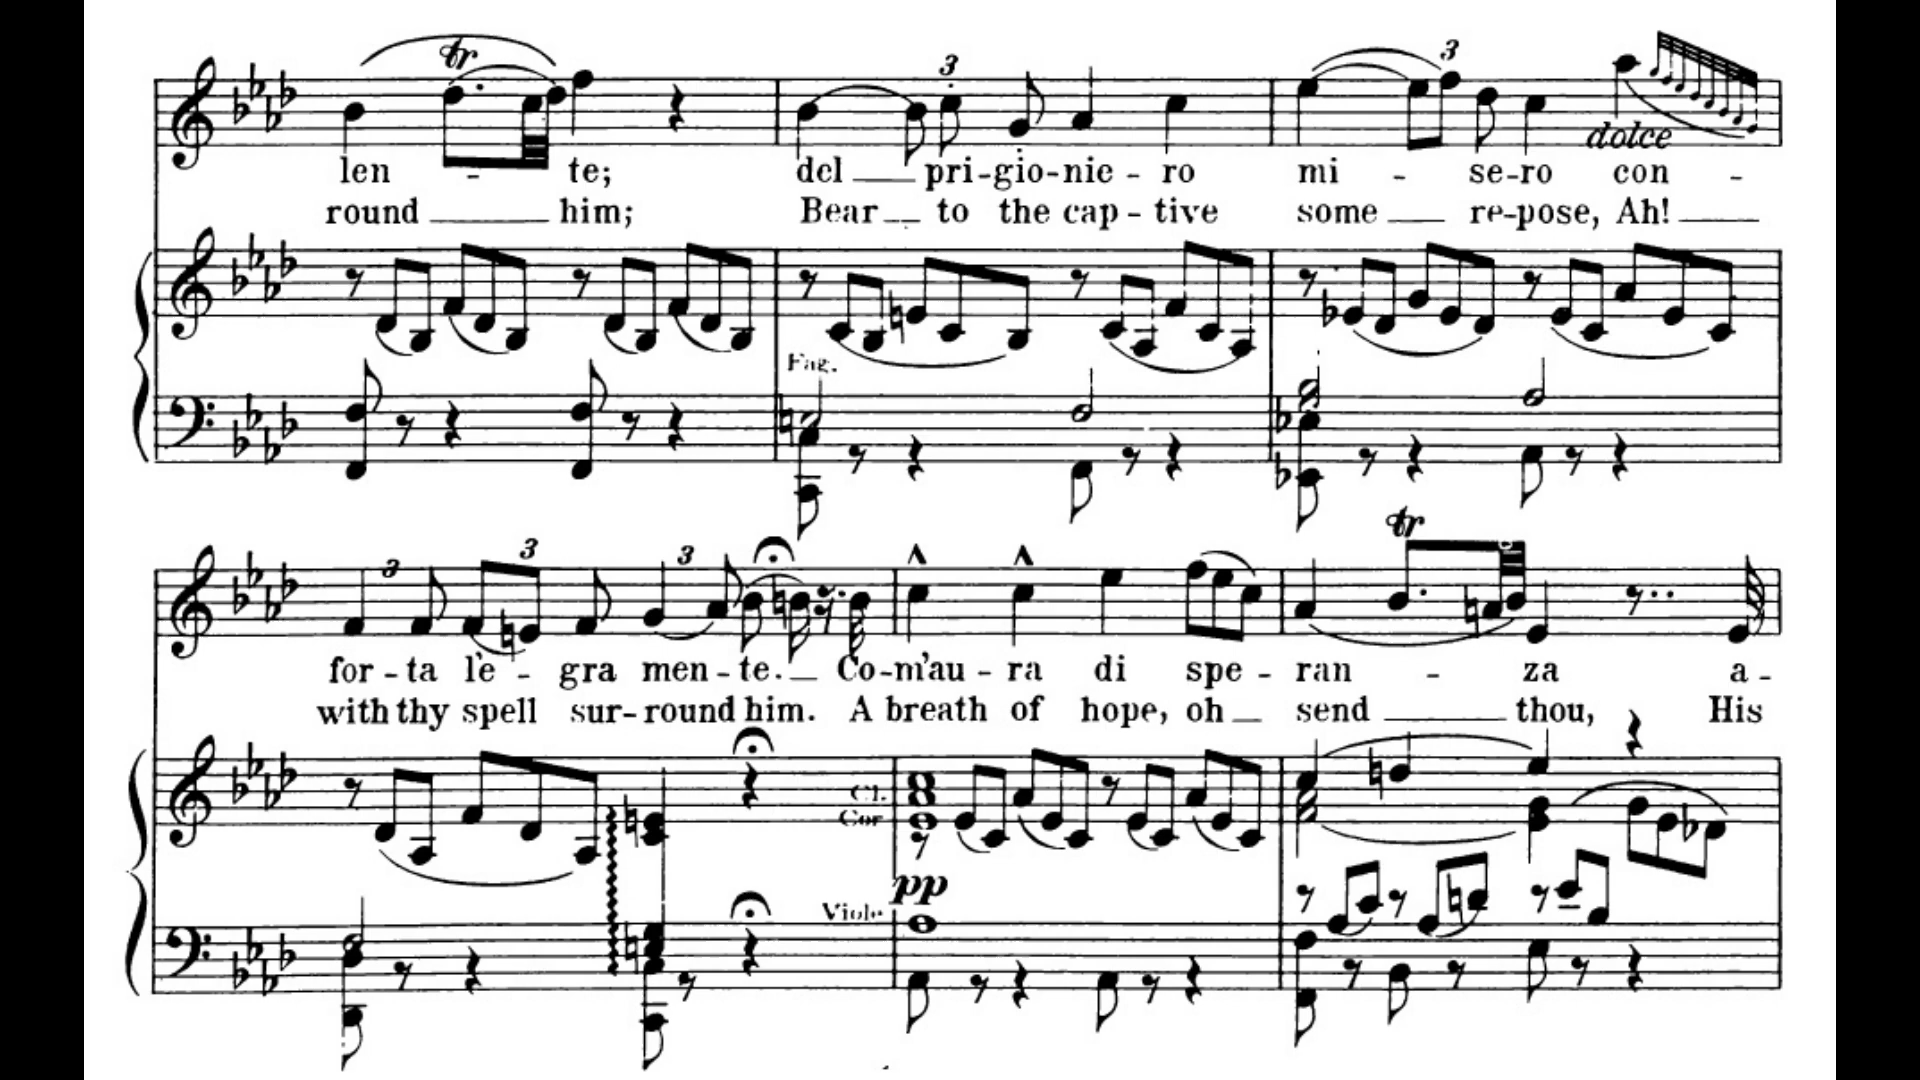 tr 3 3
dolce
len - te; del pri-gio-nie-ro mi - se-ro con -
round him; Bear to the cap-tive some re-pose, Ah!
Fag.
tr
3 3 3
for-ta l'e - gra men-te. Co-m'au-ra di spe-ran - za a-
with thy spell sur-round him. A breath of hope, oh send thou, His
Cl.
Cor
pp
Viole